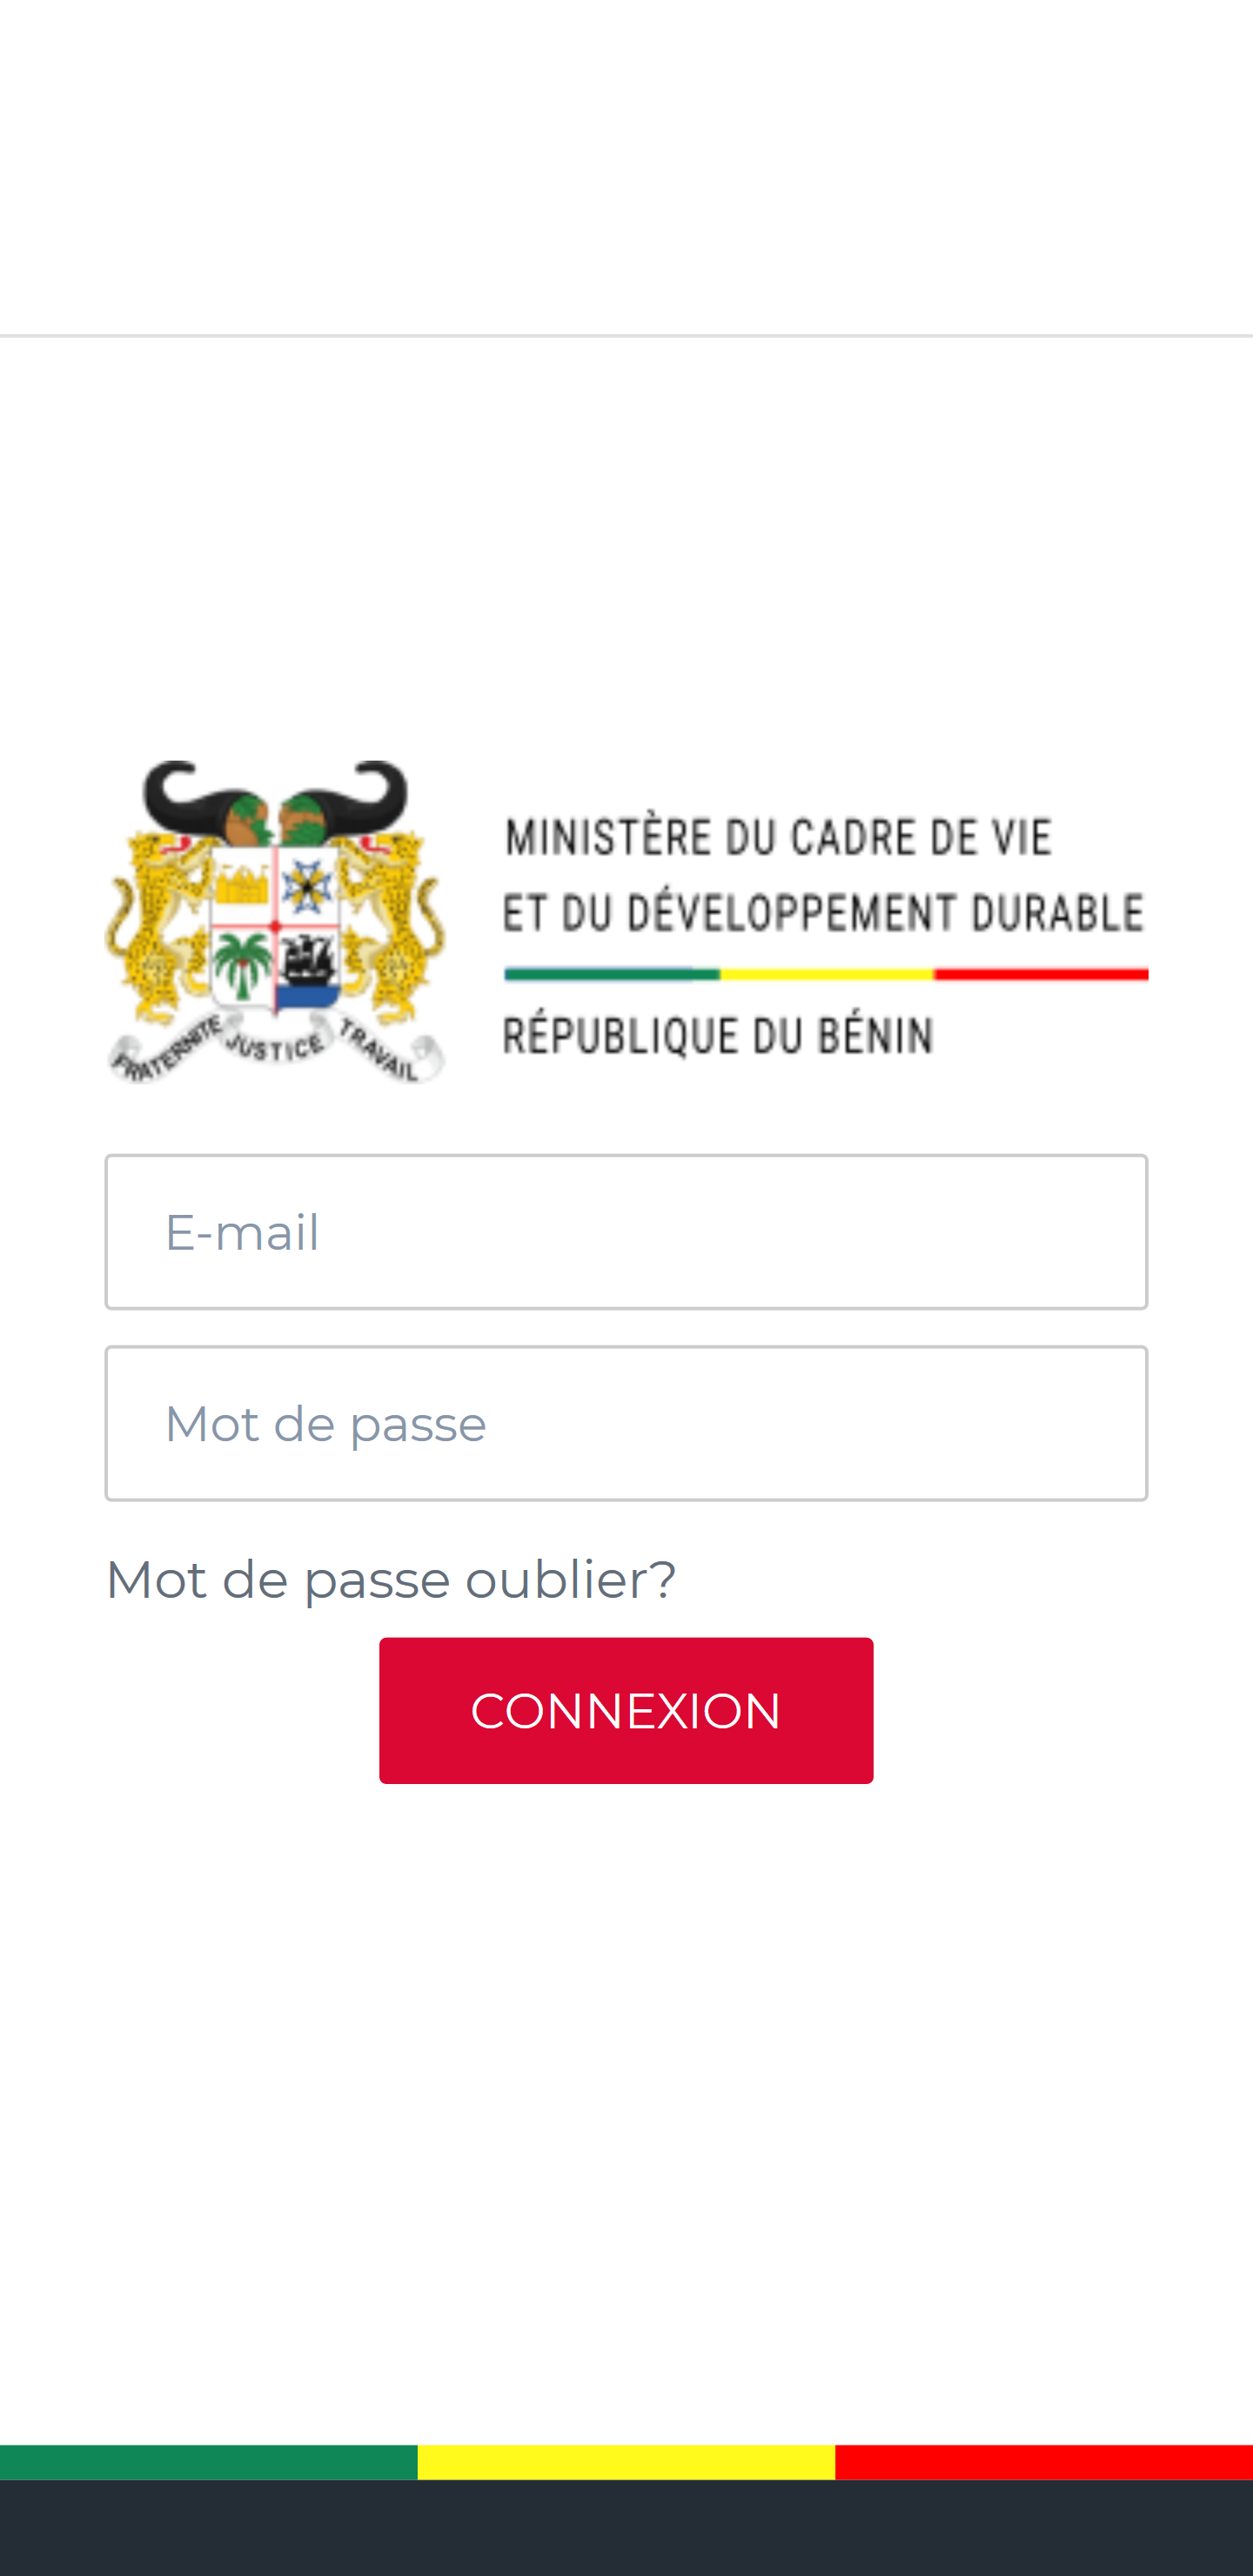 MINISTÈRE DU CADRE DE VIE
ET DU DÉVELOPPEMENT DURABLE
RÉPUBLIQUE DU BÉNIN
FRATERNITE JUSTICE TRAVAIL
E-mail
Mot de passe
Mot de passe oublier?
CONNEXION